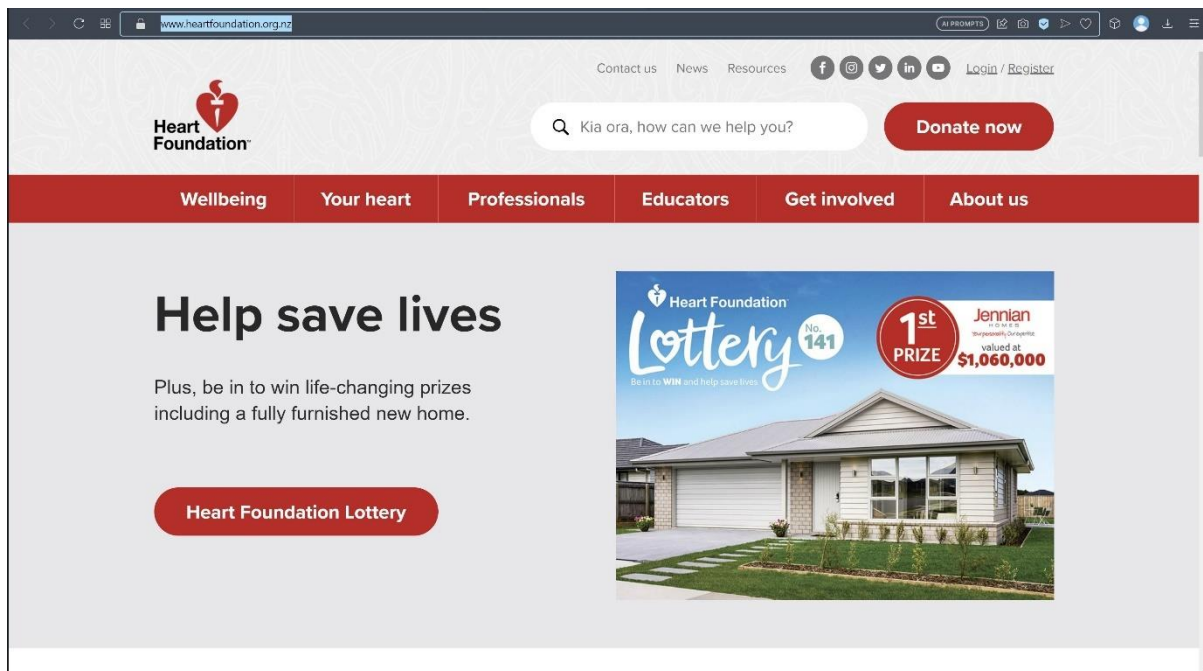 www.heartfoundation.org.nz
AI PROMPTS
Contact us News Resources Login / Register
Heart
Foundation
Kia ora, how can we help you?
Donate now
Wellbeing Your heart Professionals Educators Get involved About us
Help save lives
Plus, be in to win life-changing prizes
including a fully furnished new home.
Heart Foundation Lottery
Heart Foundation
Lottery
No.
141
Be in to WIN and help save lives
1st
PRIZE
Jennian
HOMES
valued at
$1,060,000